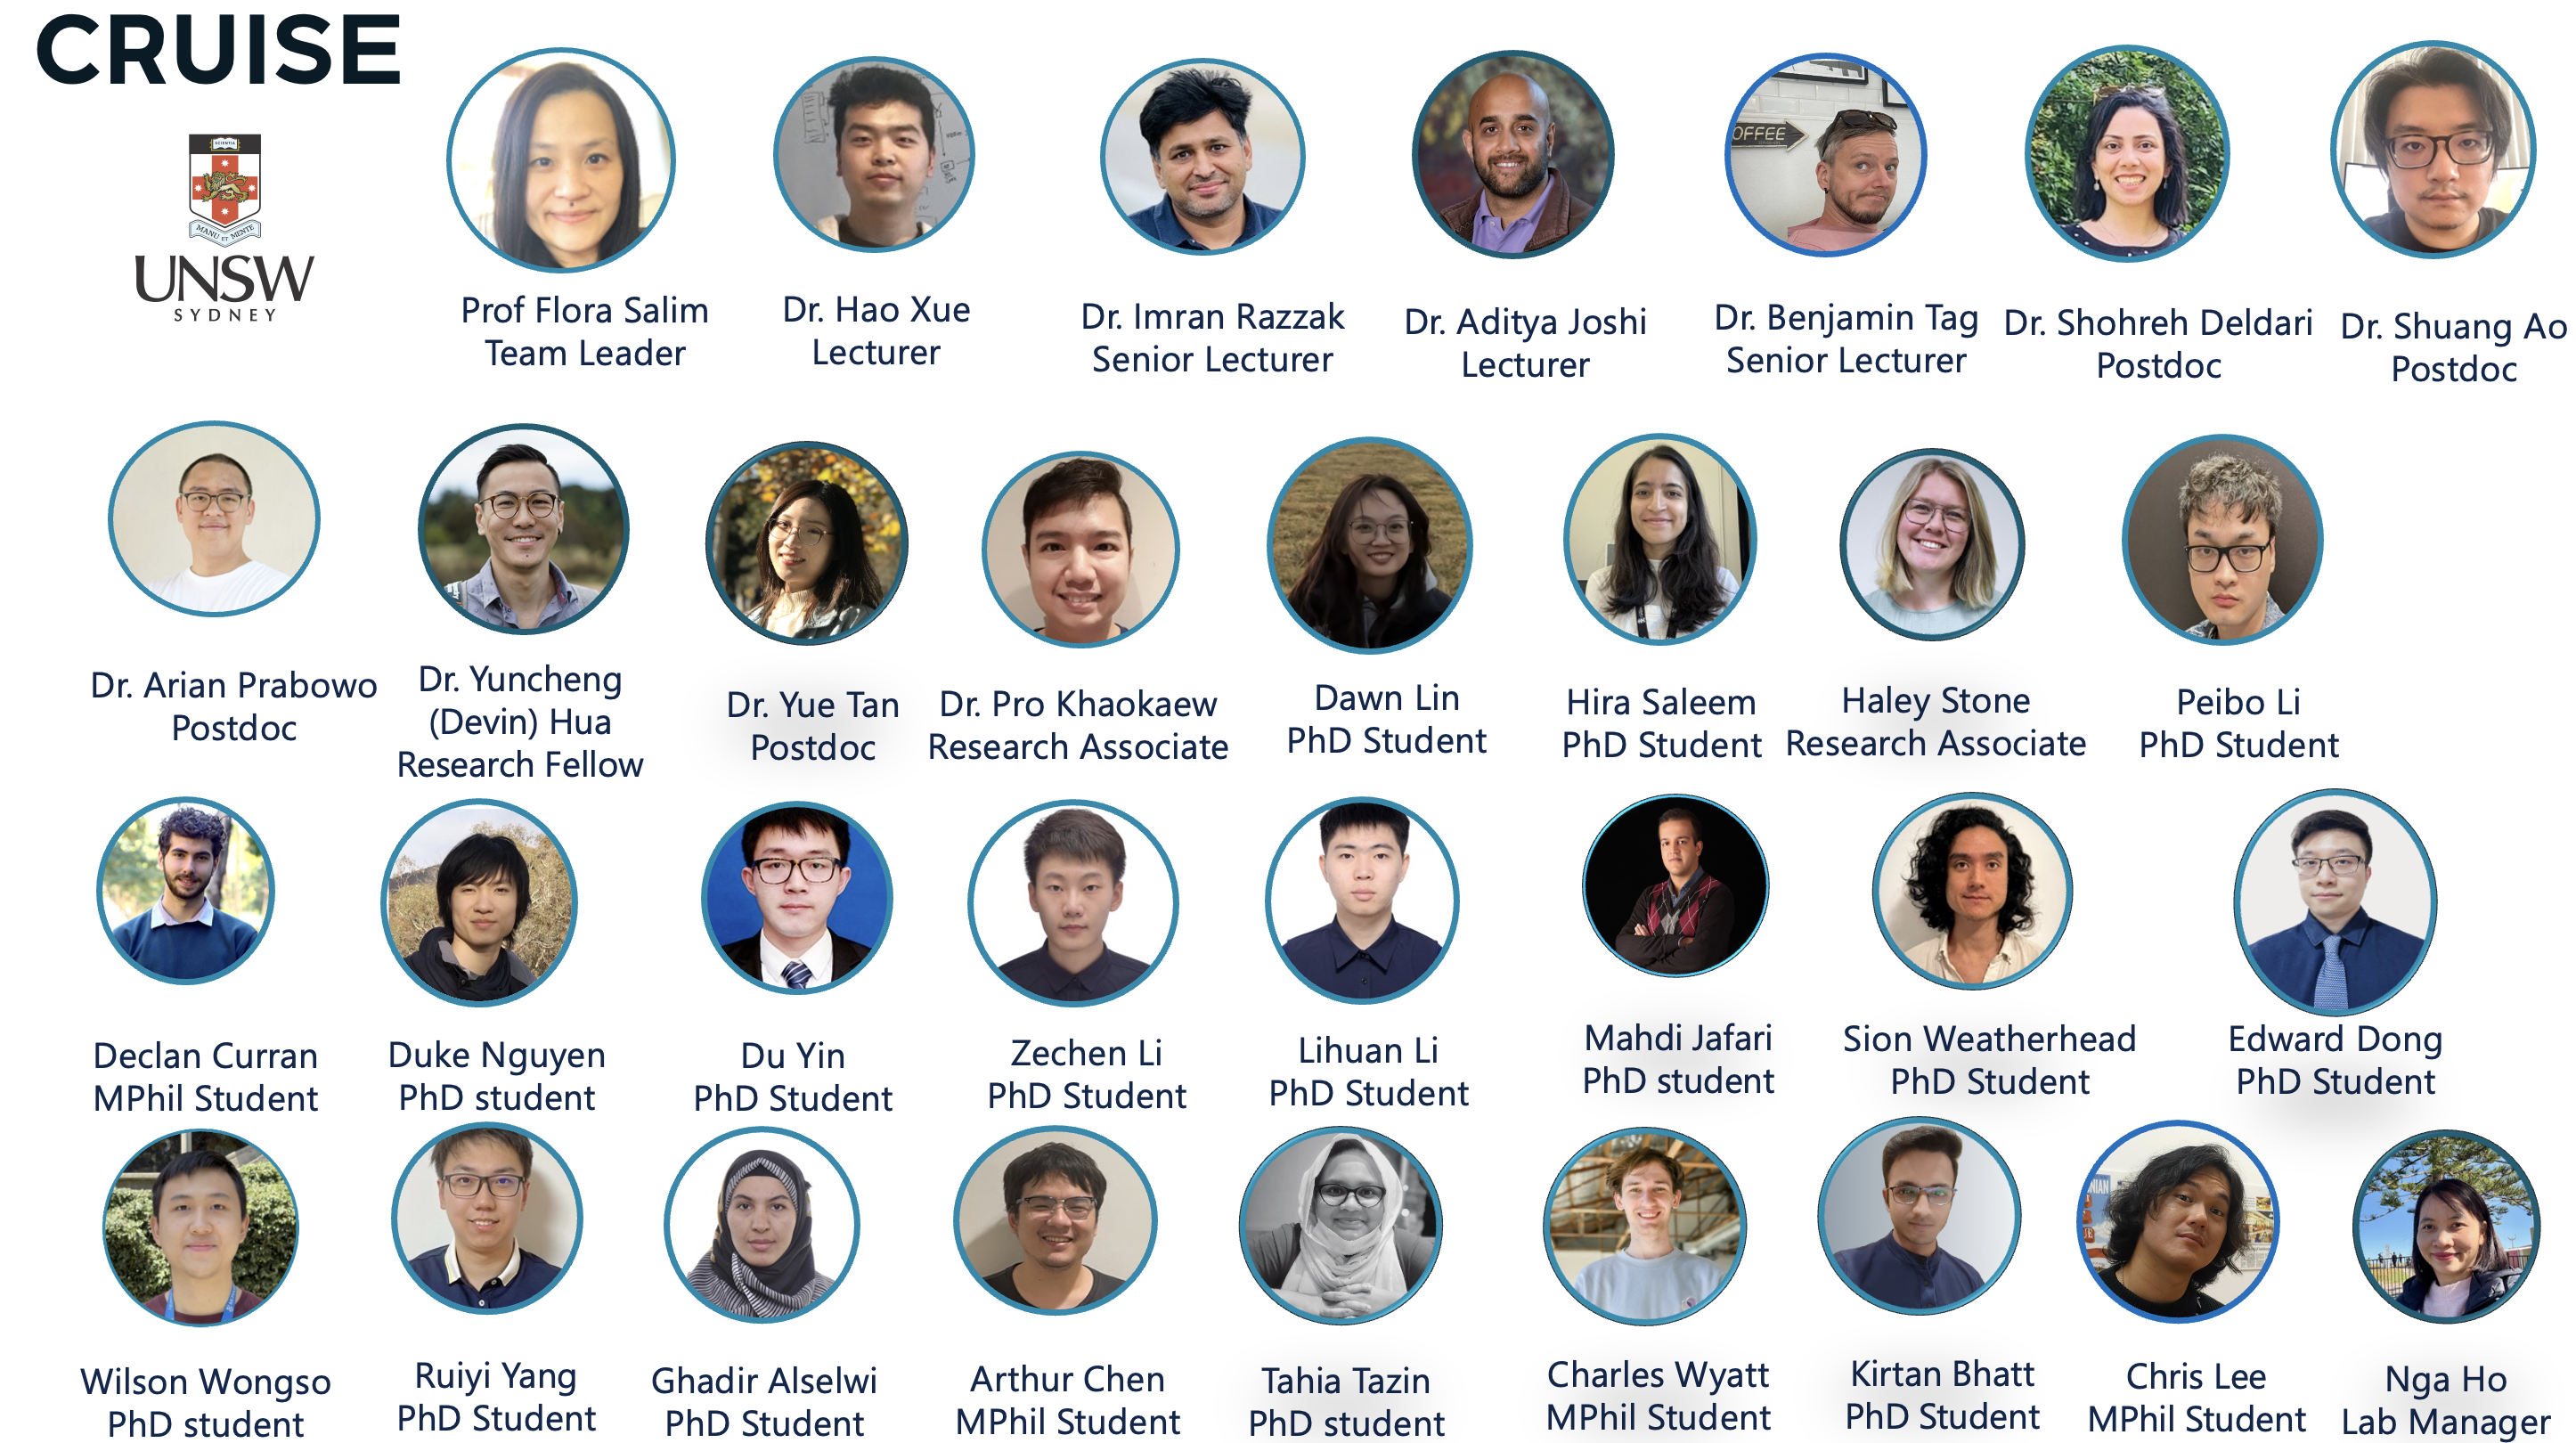 CRUISE
SCIENTIA
MANU ET MENTE
UNSW
SYDNEY
OFFEE
Prof Flora Salim
Team Leader
Dr. Hao Xue
Lecturer
Dr. Imran Razzak
Senior Lecturer
Dr. Aditya Joshi
Lecturer
Dr. Benjamin Tag
Senior Lecturer
Dr. Shohreh Deldari
Postdoc
Dr. Shuang Ao
Postdoc
Dr. Arian Prabowo
Postdoc
Dr. Yuncheng
(Devin) Hua
Research Fellow
Dr. Yue Tan
Postdoc
Dr. Pro Khaokaew
Research Associate
Dawn Lin
PhD Student
Hira Saleem
PhD Student
Haley Stone
Research Associate
Peibo Li
PhD Student
Declan Curran
MPhil Student
Duke Nguyen
PhD student
Du Yin
PhD Student
Zechen Li
PhD Student
Lihuan Li
PhD Student
Mahdi Jafari
PhD student
Sion Weatherhead
PhD Student
Edward Dong
PhD Student
NIAN
Wilson Wongso
PhD student
Ruiyi Yang
PhD Student
Ghadir Alselwi
PhD Student
Arthur Chen
MPhil Student
Tahia Tazin
PhD student
Charles Wyatt
MPhil Student
Kirtan Bhatt
PhD Student
Chris Lee
MPhil Student
Nga Ho
Lab Manager